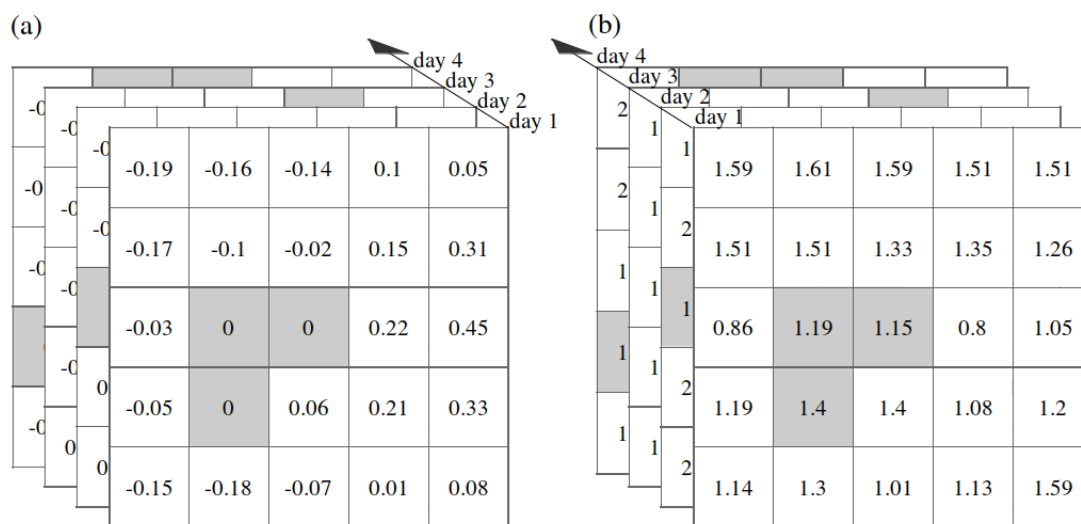 (a)
(b)
day 4
day 3
day 2
day 1
day 4
day 3
day 2
day 1
-0.19 -0.16 -0.14 0.1 0.05
-0.17 -0.1 -0.02 0.15 0.31
-0.03 0 0 0.22 0.45
-0.05 0 0.06 0.21 0.33
-0.15 -0.18 -0.07 0.01 0.08
1.59 1.61 1.59 1.51 1.51
1.51 1.51 1.33 1.35 1.26
0.86 1.19 1.15 0.8 1.05
1.19 1.4 1.4 1.08 1.2
1.14 1.3 1.01 1.13 1.59